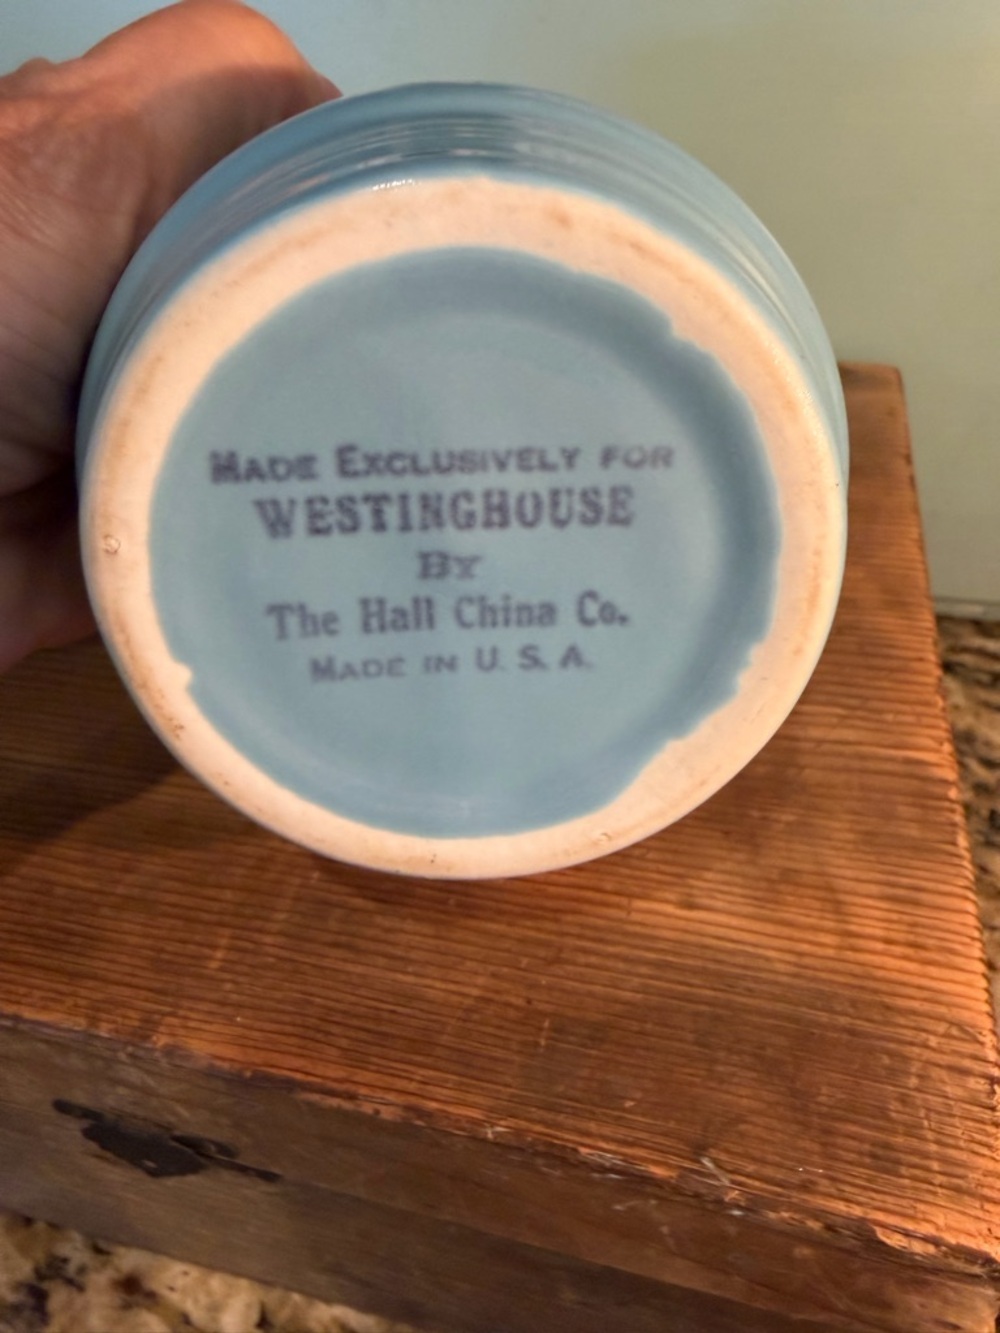 Made Exclusively for
WESTINGHOUSE
By
The Hall China Co.
Made in U. S. A.